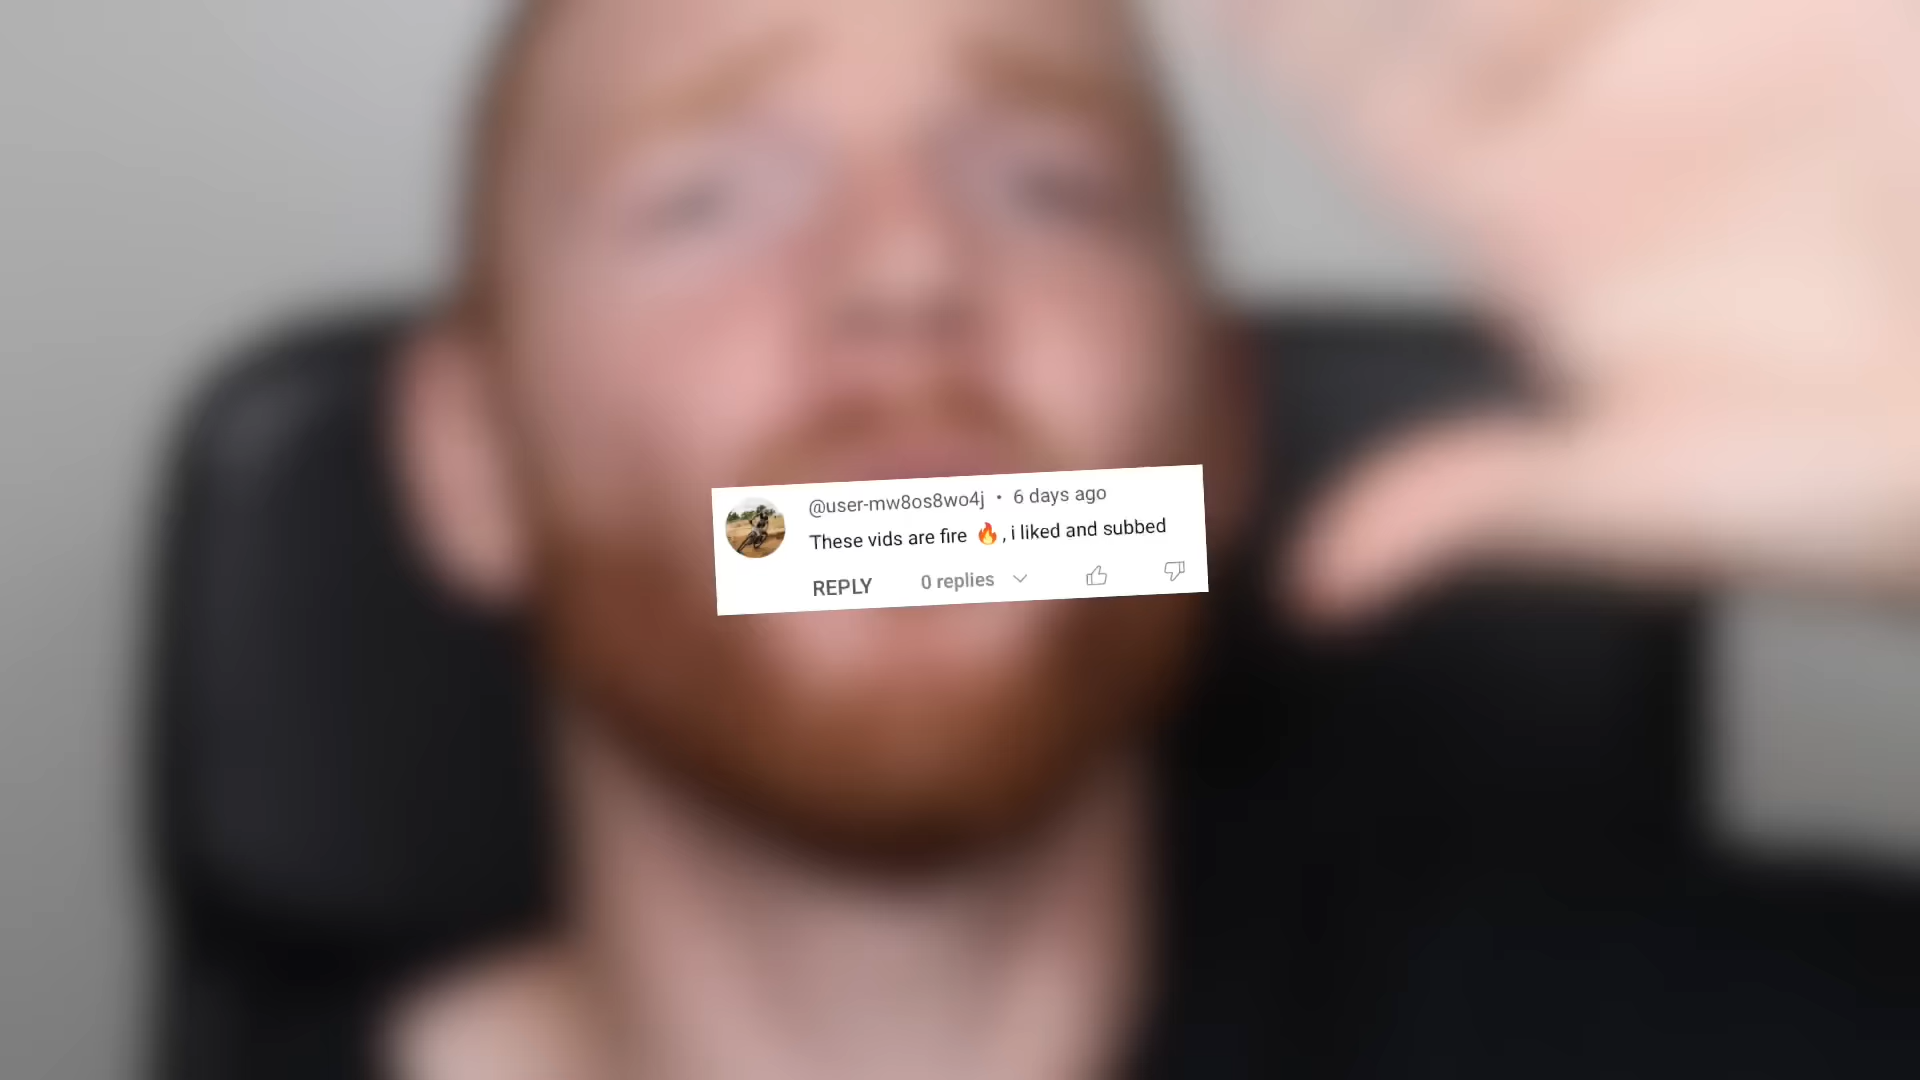 @user-mw8os8wo4j • 6 days ago
These vids are fire 🔥, i liked and subbed
REPLY 0 replies